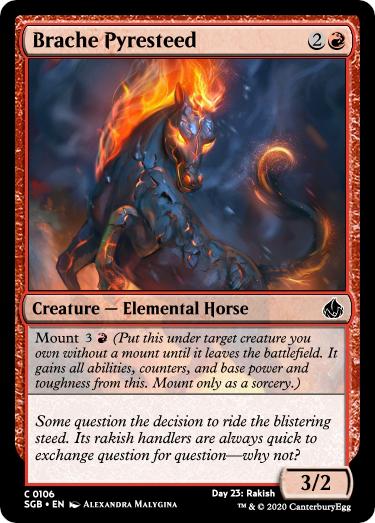 Brache Pyresteed 2
Creature — Elemental Horse
Mount 3 (Put this under target creature you
own without a mount until it leaves the battlefield. It
gains all abilities, counters, and base power and
toughness from this. Mount only as a sorcery.)
Some question the decision to ride the blistering
steed. Its rakish handlers are always quick to
exchange question for question—why not?
3/2
C 0106
SGB • EN Alexandra Malygina
Day 23: Rakish
™ & © 2020 CanterburyEgg